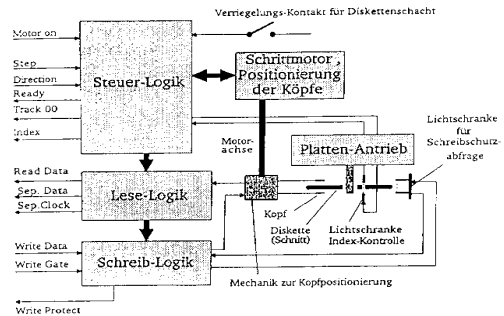 Verriegelungs-Kontakt für Diskettenschacht
Motor on
Step
Direction
Ready
Track 00
Index
Steuer-Logik
Schrittmotor,
Positionierung
der Köpfe
Motor-
achse
Platten-Antrieb
Lichtschranke
für
Schreibschutz-
abfrage
Read Data
Sep. Data
Sep.Clock
Lese-Logik
Kopf
Diskette
(Schnitt)
Lichtschranke
Index-Kontrolle
Write Data
Write Gate
Schreib-Logik
Mechanik zur Kopfpositionierung
Write Protect